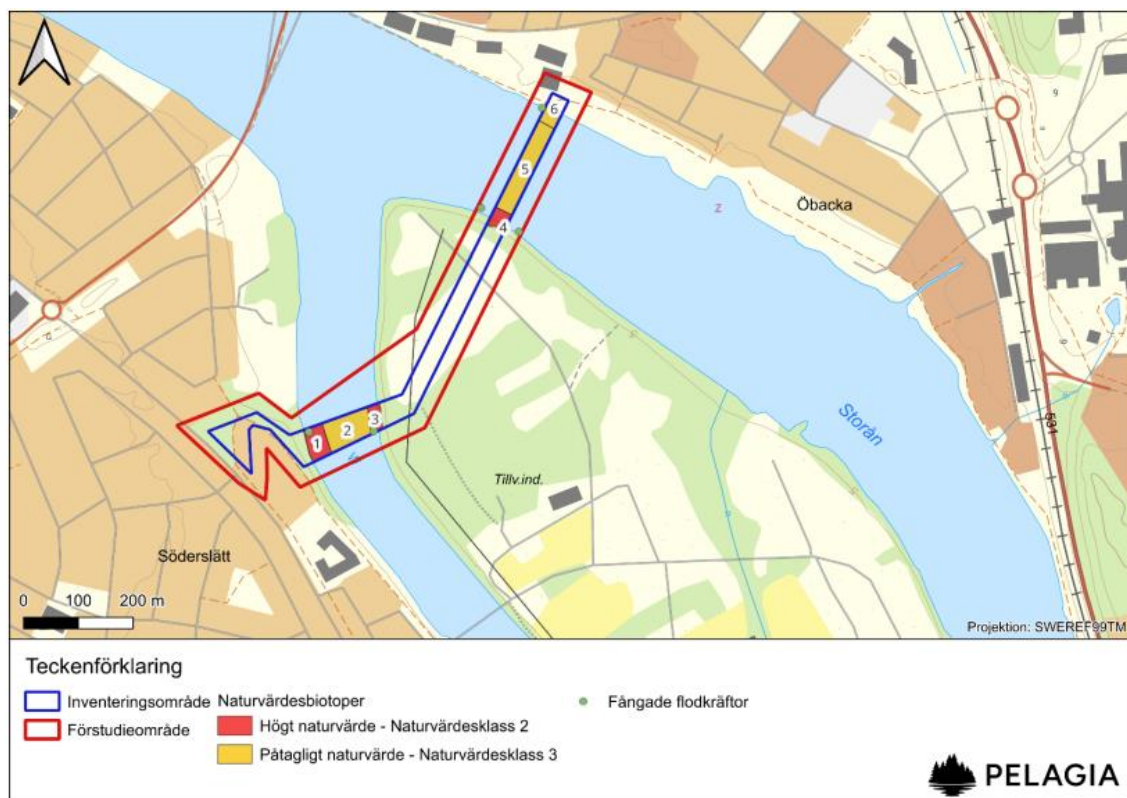 6
5
Öbacka
4
Storån
3
2
1
Tillv.ind.
531
Söderslätt
0 100 200 m
Projektion: SWEREF99TM
Teckenförklaring
Inventeringsområde
Förstudieområde
Naturvärdesbiotoper
Högt naturvärde - Naturvärdesklass 2
Påtagligt naturvärde - Naturvärdesklass 3
Fångade flodkräftor
PELAGIA